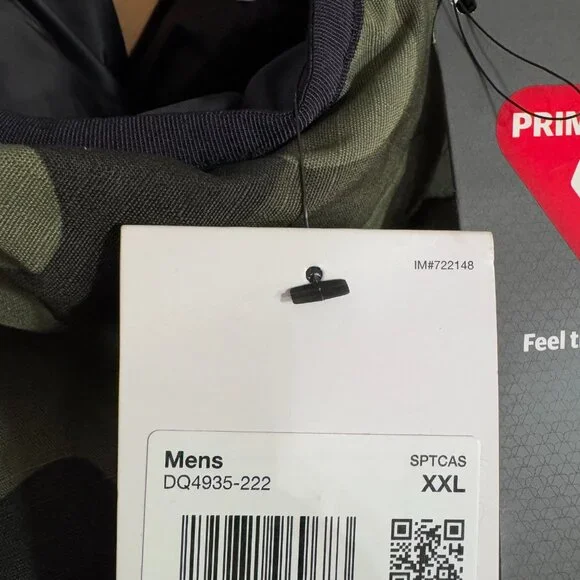 PRIM
IM#722148
Feel t
Mens
SPTCAS
DQ4935-222
XXL